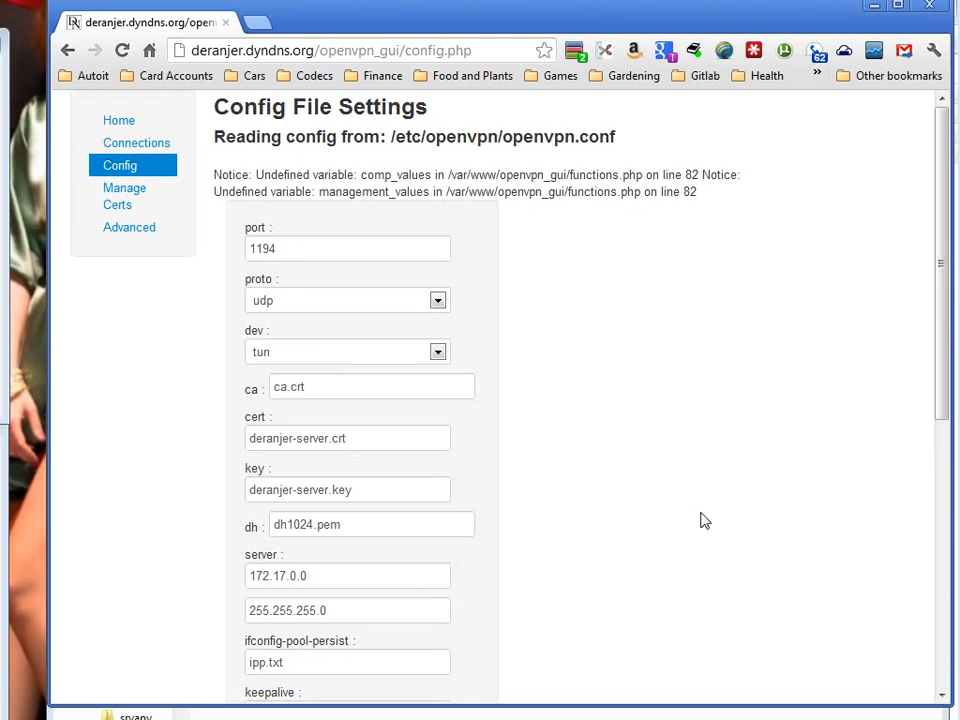 deranjer.dyndns.org/openv
deranjer.dyndns.org/openvpn_gui/config.php
2
1
62
Autoit Card Accounts Cars Codecs Finance Food and Plants Games Gardening Gitlab Health » Other bookmarks
Home
Connections
Config
Manage
Certs
Advanced
Config File Settings
Reading config from: /etc/openvpn/openvpn.conf
Notice: Undefined variable: comp_values in /var/www/openvpn_gui/functions.php on line 82 Notice:
Undefined variable: management_values in /var/www/openvpn_gui/functions.php on line 82
port :
1194
proto :
udp
dev :
tun
ca : ca.crt
cert :
deranjer-server.crt
key :
deranjer-server.key
dh : dh1024.pem
server :
172.17.0.0
255.255.255.0
ifconfig-pool-persist :
ipp.txt
keepalive :
srvany